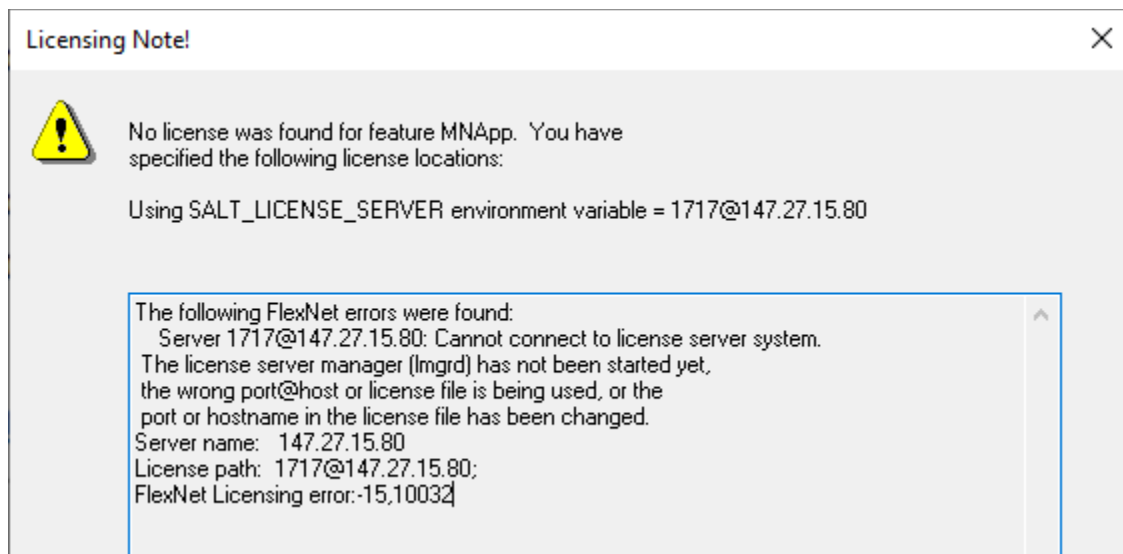 Licensing Note!
No license was found for feature MNApp. You have
specified the following license locations:
Using SALT_LICENSE_SERVER environment variable = 1717@147.27.15.80
The following FlexNet errors were found:
Server 1717@147.27.15.80: Cannot connect to license server system.
The license server manager (lmgrd) has not been started yet,
the wrong port@host or license file is being used, or the
port or hostname in the license file has been changed.
Server name: 147.27.15.80
License path: 1717@147.27.15.80;
FlexNet Licensing error:-15,10032